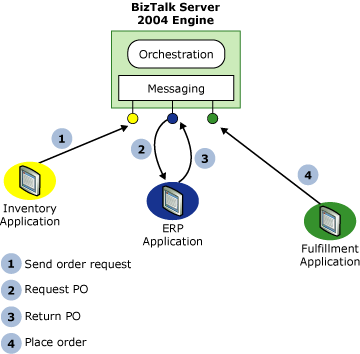 BizTalk Server
2004 Engine
Orchestration
Messaging
1
2
3
4
Inventory
Application
ERP
Application
Fulfillment
Application
1 Send order request
2 Request PO
3 Return PO
4 Place order